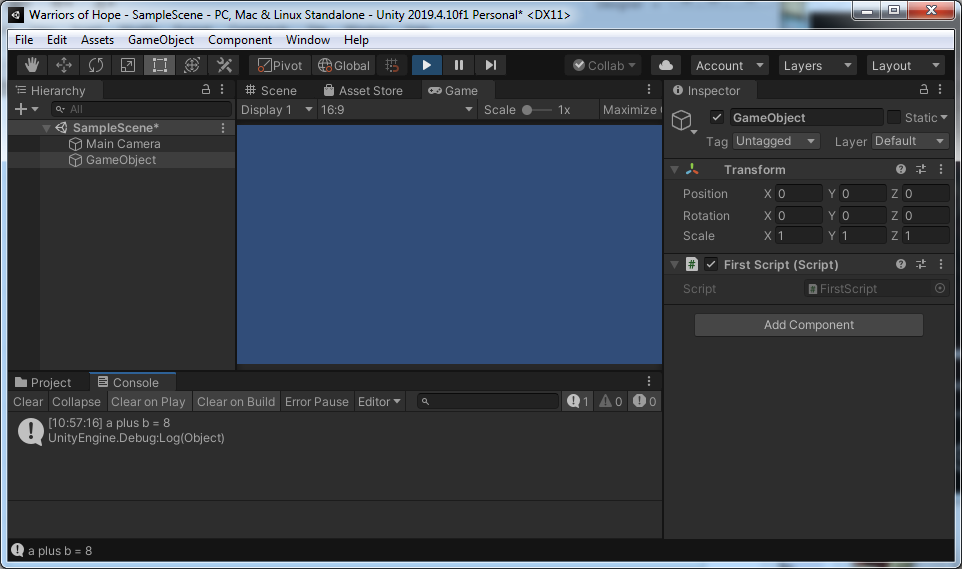 Warriors of Hope - SampleScene - PC, Mac & Linux Standalone - Unity 2019.4.10f1 Personal* <DX11>
File Edit Assets GameObject Component Window Help
Pivot Global Collab Account Layers Layout
Hierarchy
All
SampleScene*
Main Camera
GameObject
Scene Asset Store Game
Display 1 16:9 Scale 1x Maximize
Inspector
GameObject Static
Tag Untagged Layer Default
Transform
Position X 0 Y 0 Z 0
Rotation X 0 Y 0 Z 0
Scale X 1 Y 1 Z 1
# First Script (Script)
Script # FirstScript
Add Component
Project Console
Clear Collapse Clear on Play Clear on Build Error Pause Editor 1 0 0
[10:57:16] a plus b = 8
UnityEngine.Debug:Log(Object)
a plus b = 8